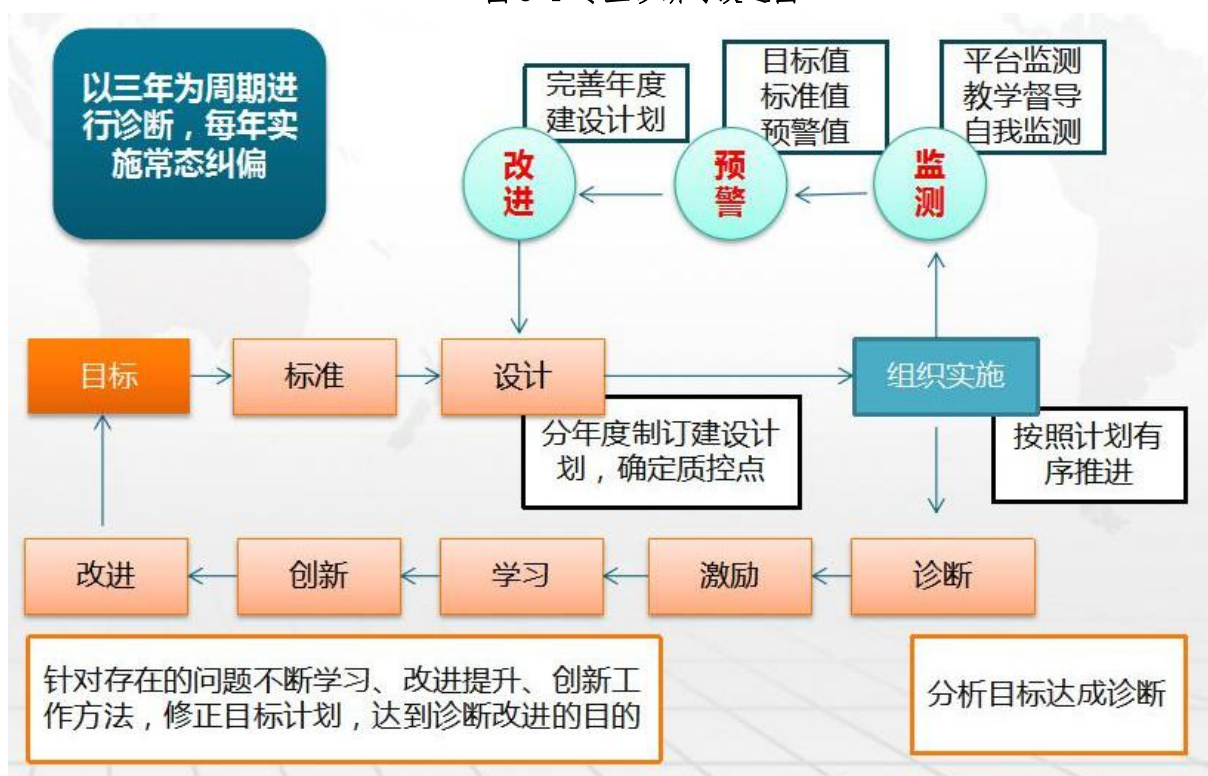 以三年为周期进
行诊断，每年实
施常态纠偏
完善年度
建设计划
目标值
标准值
预警值
平台监测
教学督导
自我监测
改
进
预
警
监
测
目标
标准
设计
组织实施
分年度制订建设计
划，确定质控点
按照计划有
序推进
改进
创新
学习
激励
诊断
针对存在的问题不断学习、改进提升、创新工
作方法，修正目标计划，达到诊断改进的目的
分析目标达成诊断